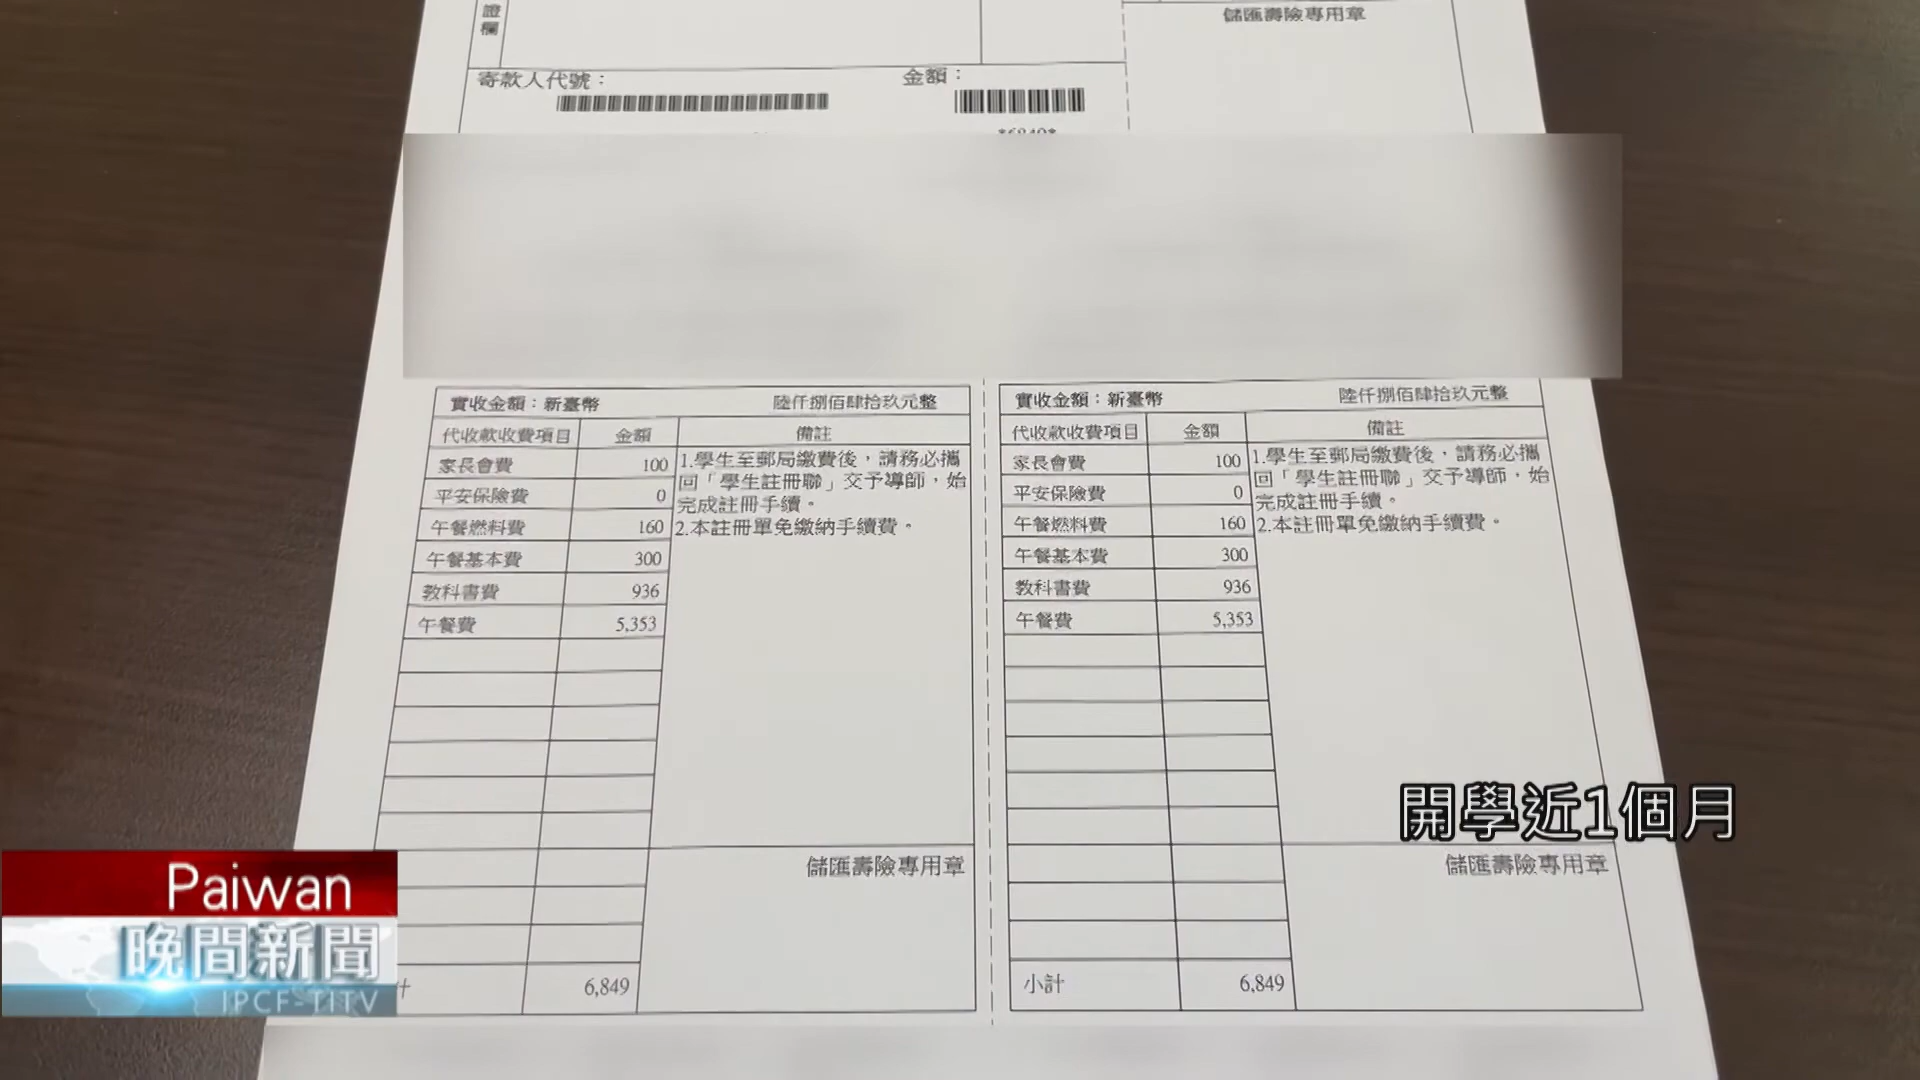 證
欄
儲匯壽險專用章
寄款人代號：
金額：
*6849*
實收金額：新臺幣 陸仟捌佰肆拾玖元整
代收款收費項目 金額 備註
家長會費 100
平安保險費 0
午餐燃料費 160
午餐基本費 300
教科書費 936
午餐費 5,353
1.學生至郵局繳費後，請務必攜
回「學生註冊聯」交予導師，始
完成註冊手續。
2.本註冊單免繳納手續費。
儲匯壽險專用章
計 6,849
實收金額：新臺幣 陸仟捌佰肆拾玖元整
代收款收費項目 金額 備註
家長會費 100
平安保險費 0
午餐燃料費 160
午餐基本費 300
教科書費 936
午餐費 5,353
1.學生至郵局繳費後，請務必攜
回「學生註冊聯」交予導師，始
完成註冊手續。
2.本註冊單免繳納手續費。
儲匯壽險專用章
小計 6,849
開學近1個月
Paiwan
晚間新聞
IPCF-TITV